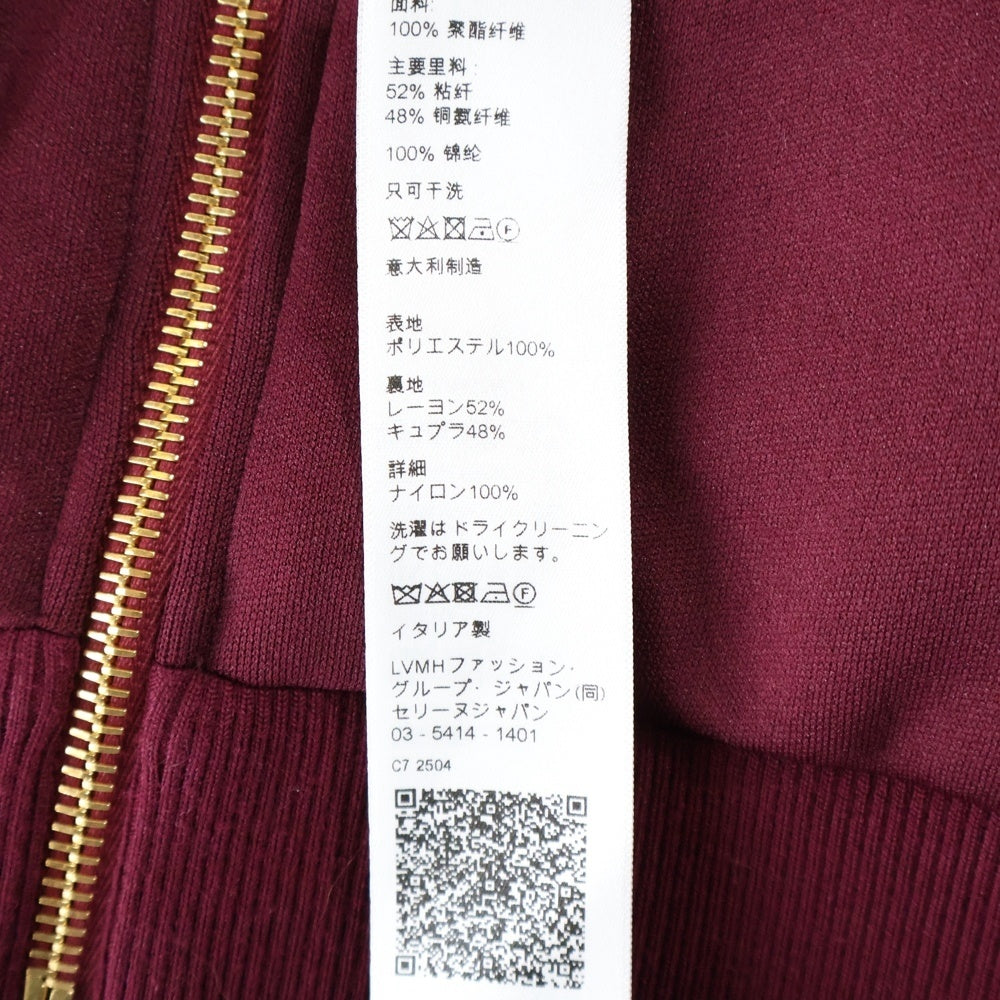 面料:
100% 聚酯纤维
主要里料:
52% 粘纤
48% 铜氨纤维
100% 锦纶
只可干洗
F
意大利制造
表地
ポリエステル100%
裏地
レーヨン52%
キュプラ48%
詳細
ナイロン100%
洗濯はドライクリーニン
グでお願いします。
F
イタリア製
LVMHファッション・
グループ・ジャパン(同)
セリーヌジャパン
03 - 5414 - 1401
C7 2504